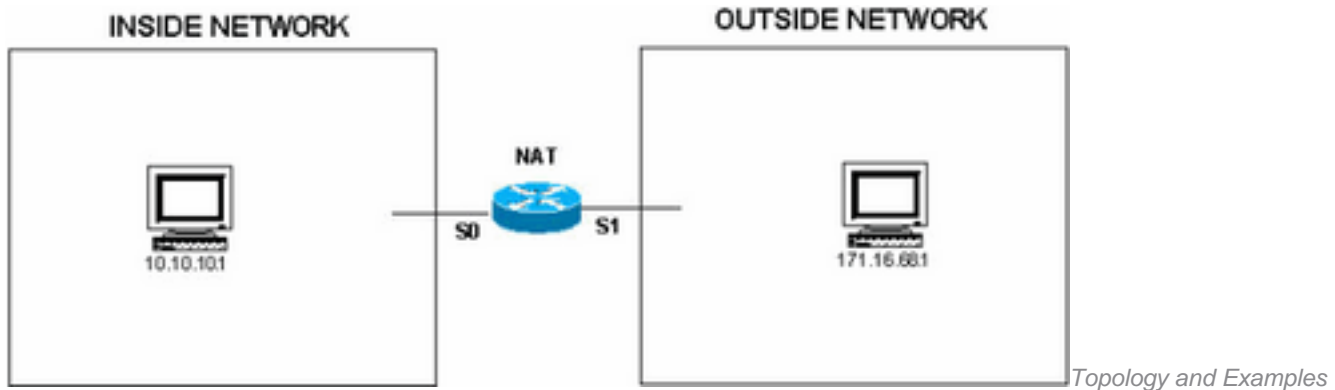 INSIDE NETWORK
OUTSIDE NETWORK
NAT
S0
S1
10.10.10.1
171.16.68.1
Topology and Examples